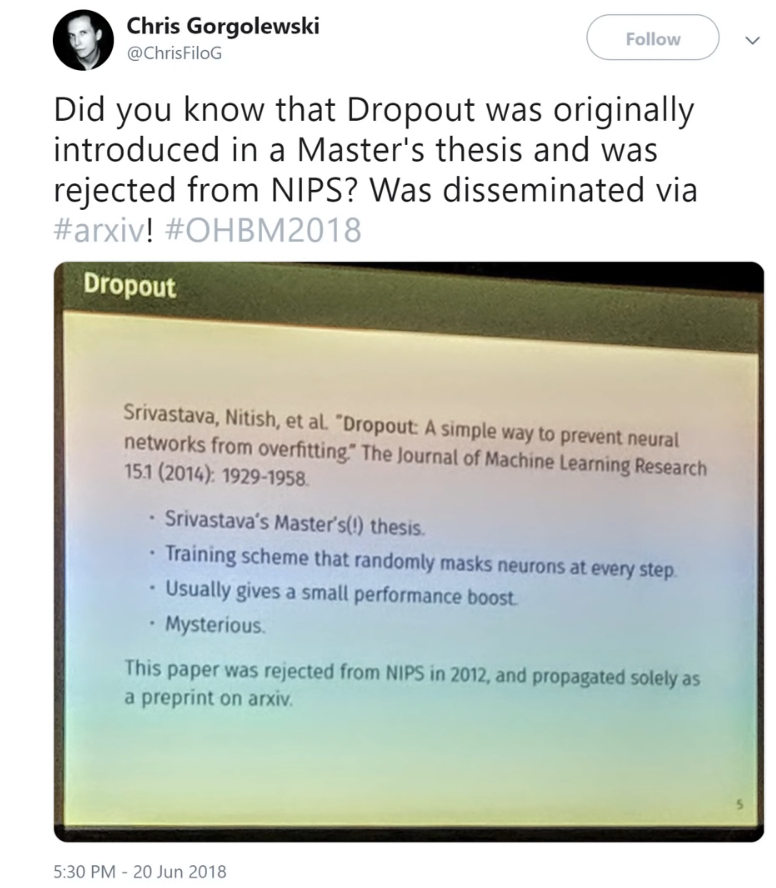 Chris Gorgolewski
@ChrisFiloG
Follow
Did you know that Dropout was originally
introduced in a Master's thesis and was
rejected from NIPS? Was disseminated via
#arxiv! #OHBM2018
Dropout
Srivastava, Nitish, et al. "Dropout: A simple way to prevent neural
networks from overfitting." The Journal of Machine Learning Research
15.1 (2014): 1929-1958.
· Srivastava's Master's(!) thesis.
· Training scheme that randomly masks neurons at every step.
· Usually gives a small performance boost.
· Mysterious.
This paper was rejected from NIPS in 2012, and propagated solely as
a preprint on arxiv.
5
5:30 PM - 20 Jun 2018